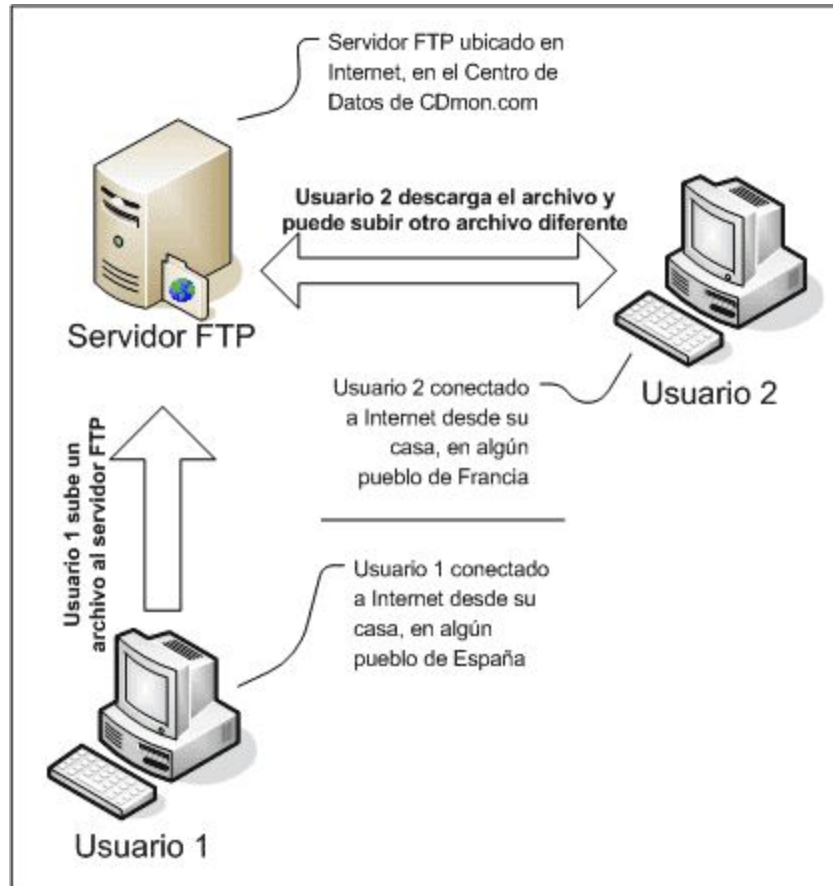 Servidor FTP ubicado en
Internet, en el Centro de
Datos de CDmon.com
Usuario 2 descarga el archivo y
puede subir otro archivo diferente
Servidor FTP
Usuario 2
Usuario 2 conectado
a Internet desde su
casa, en algún
pueblo de Francia
Usuario 1 sube un
archivo al servidor FTP
Usuario 1 conectado
a Internet desde su
casa, en algún
pueblo de España
Usuario 1